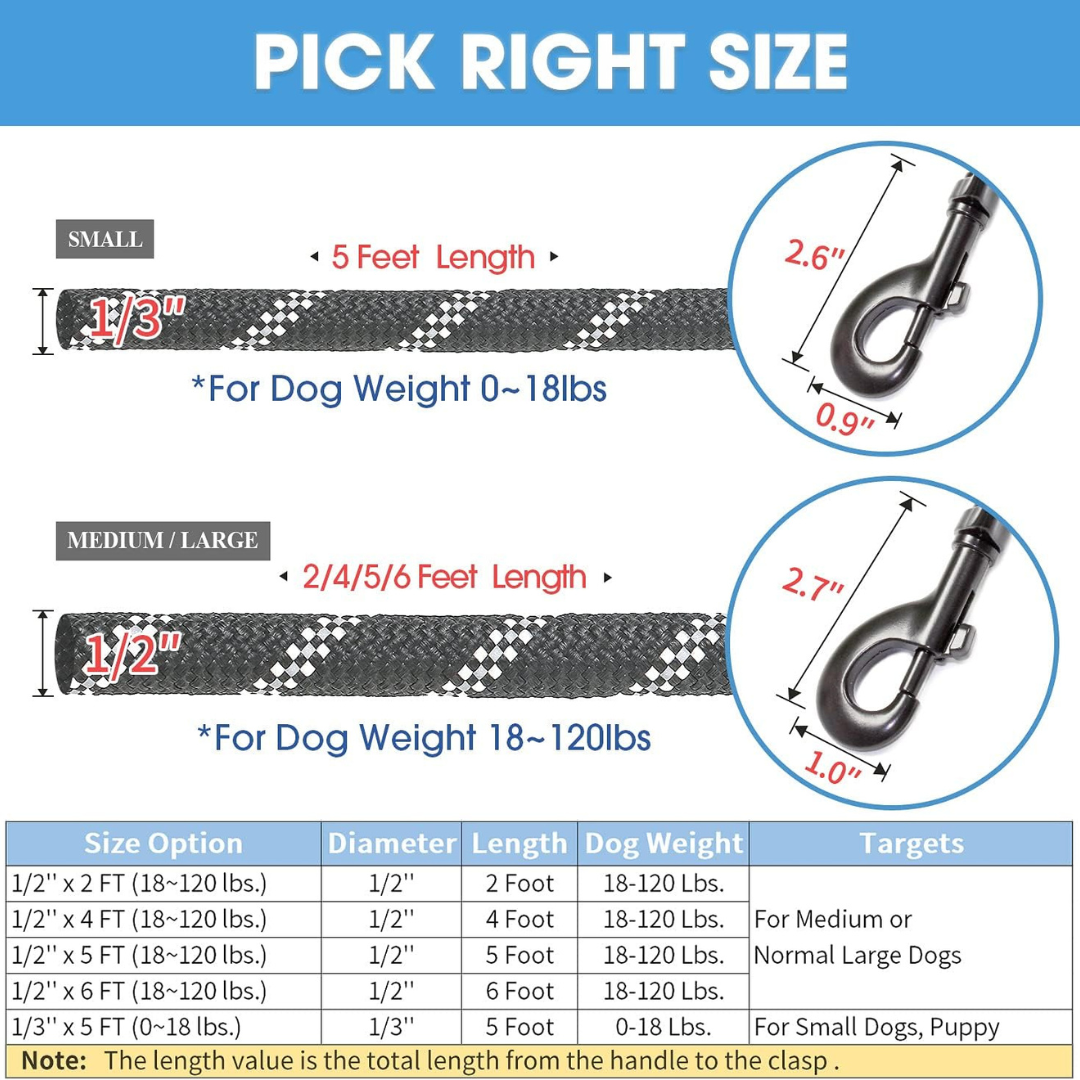 PICK RIGHT SIZE
SMALL
5 Feet Length
1/3"
*For Dog Weight 0~18lbs
2.6"
0.9"
MEDIUM / LARGE
2/4/5/6 Feet Length
1/2"
*For Dog Weight 18~120lbs
2.7"
1.0"
Size Option Diameter Length Dog Weight Targets
1/2'' x 2 FT (18~120 lbs.) 1/2'' 2 Foot 18-120 Lbs.
1/2'' x 4 FT (18~120 lbs.) 1/2'' 4 Foot 18-120 Lbs. For Medium or
1/2'' x 5 FT (18~120 lbs.) 1/2'' 5 Foot 18-120 Lbs. Normal Large Dogs
1/2'' x 6 FT (18~120 lbs.) 1/2'' 6 Foot 18-120 Lbs.
1/3'' x 5 FT (0~18 lbs.) 1/3'' 5 Foot 0-18 Lbs. For Small Dogs, Puppy
Note: The length value is the total length from the handle to the clasp .